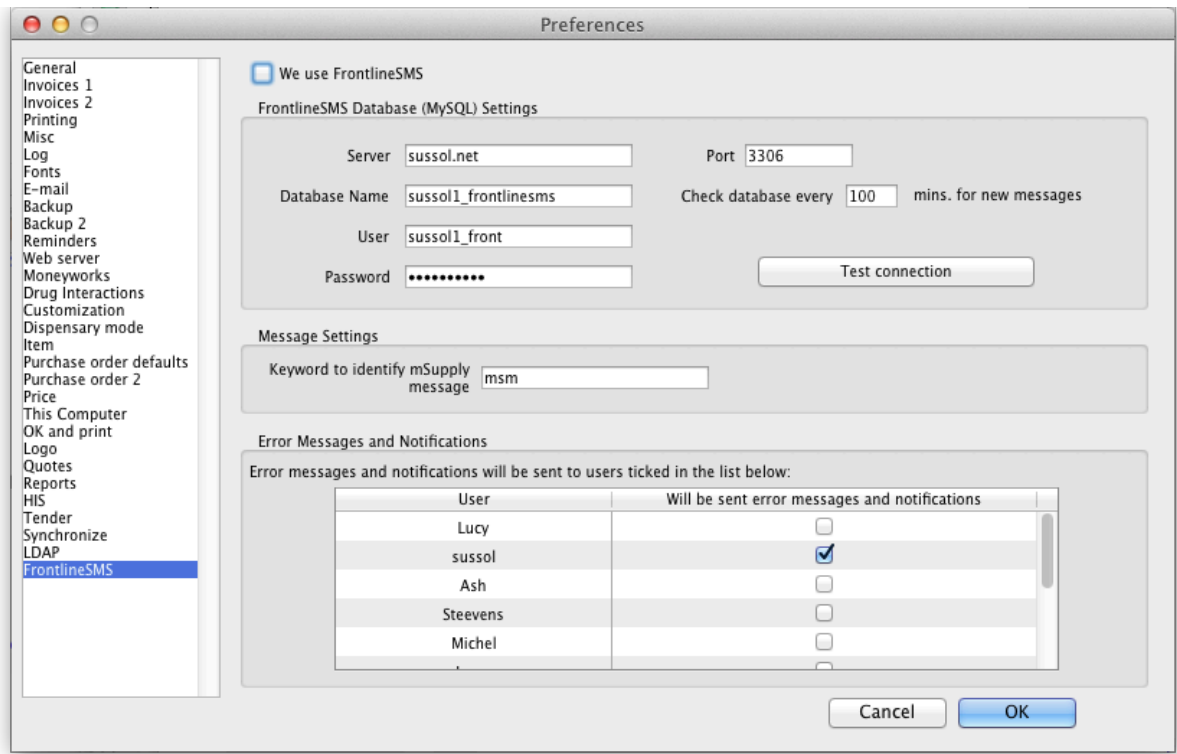 Preferences
General
Invoices 1
Invoices 2
Printing
Misc
Log
Fonts
E-mail
Backup
Backup 2
Reminders
Web server
Moneyworks
Drug Interactions
Customization
Dispensary mode
Item
Purchase order defaults
Purchase order 2
Price
This Computer
OK and print
Logo
Quotes
Reports
HIS
Tender
Synchronize
LDAP
FrontlineSMS
We use FrontlineSMS
FrontlineSMS Database (MySQL) Settings
Server sussol.net Port 3306
Database Name sussol1_frontlinesms Check database every 100 mins. for new messages
User sussol1_front
Password ••••••••••
Test connection
Message Settings
Keyword to identify mSupply
message msm
Error Messages and Notifications
Error messages and notifications will be sent to users ticked in the list below:
User Will be sent error messages and notifications
Lucy
sussol
Ash
Steevens
Michel
Cancel OK